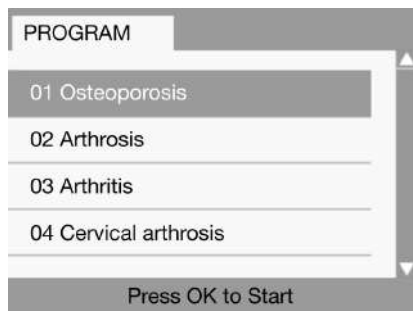 PROGRAM
01 Osteoporosis
02 Arthrosis
03 Arthritis
04 Cervical arthrosis
Press OK to Start